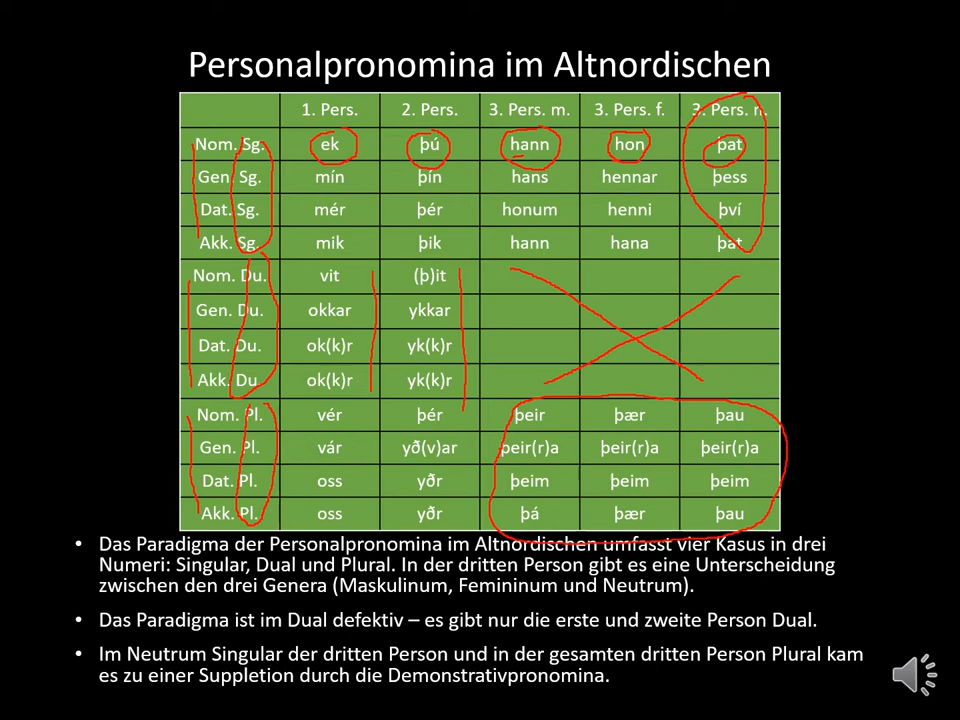 Personalpronomina im Altnordischen
1. Pers. 2. Pers. 3. Pers. m. 3. Pers. f. 3. Pers. n.
Nom. Sg. ek þú hann hon þat
Gen. Sg. mín þín hans hennar þess
Dat. Sg. mér þér honum henni því
Akk. Sg. mik þik hann hana þat
Nom. Du. vit (þ)it
Gen. Du. okkar ykkar
Dat. Du. ok(k)r yk(k)r
Akk. Du. ok(k)r yk(k)r
Nom. Pl. vér þér þeir þær þau
Gen. Pl. vár yð(v)ar þeir(r)a þeir(r)a þeir(r)a
Dat. Pl. oss yðr þeim þeim þeim
Akk. Pl. oss yðr þá þær þau
• Das Paradigma der Personalpronomina im Altnordischen umfasst vier Kasus in drei
Numeri: Singular, Dual und Plural. In der dritten Person gibt es eine Unterscheidung
zwischen den drei Genera (Maskulinum, Femininum und Neutrum).
• Das Paradigma ist im Dual defektiv – es gibt nur die erste und zweite Person Dual.
• Im Neutrum Singular der dritten Person und in der gesamten dritten Person Plural kam
es zu einer Suppletion durch die Demonstrativpronomina.